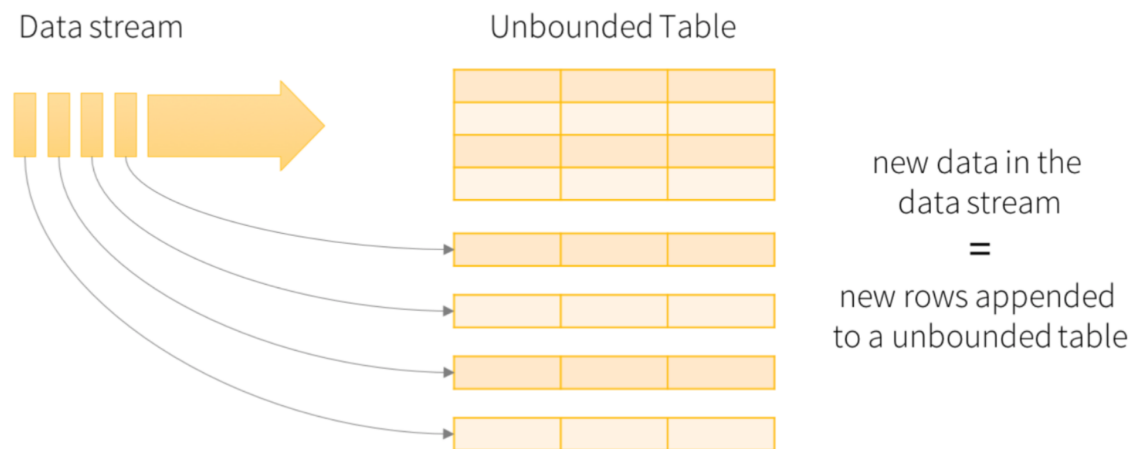 Data stream
Unbounded Table
new data in the
data stream
=
new rows appended
to a unbounded table